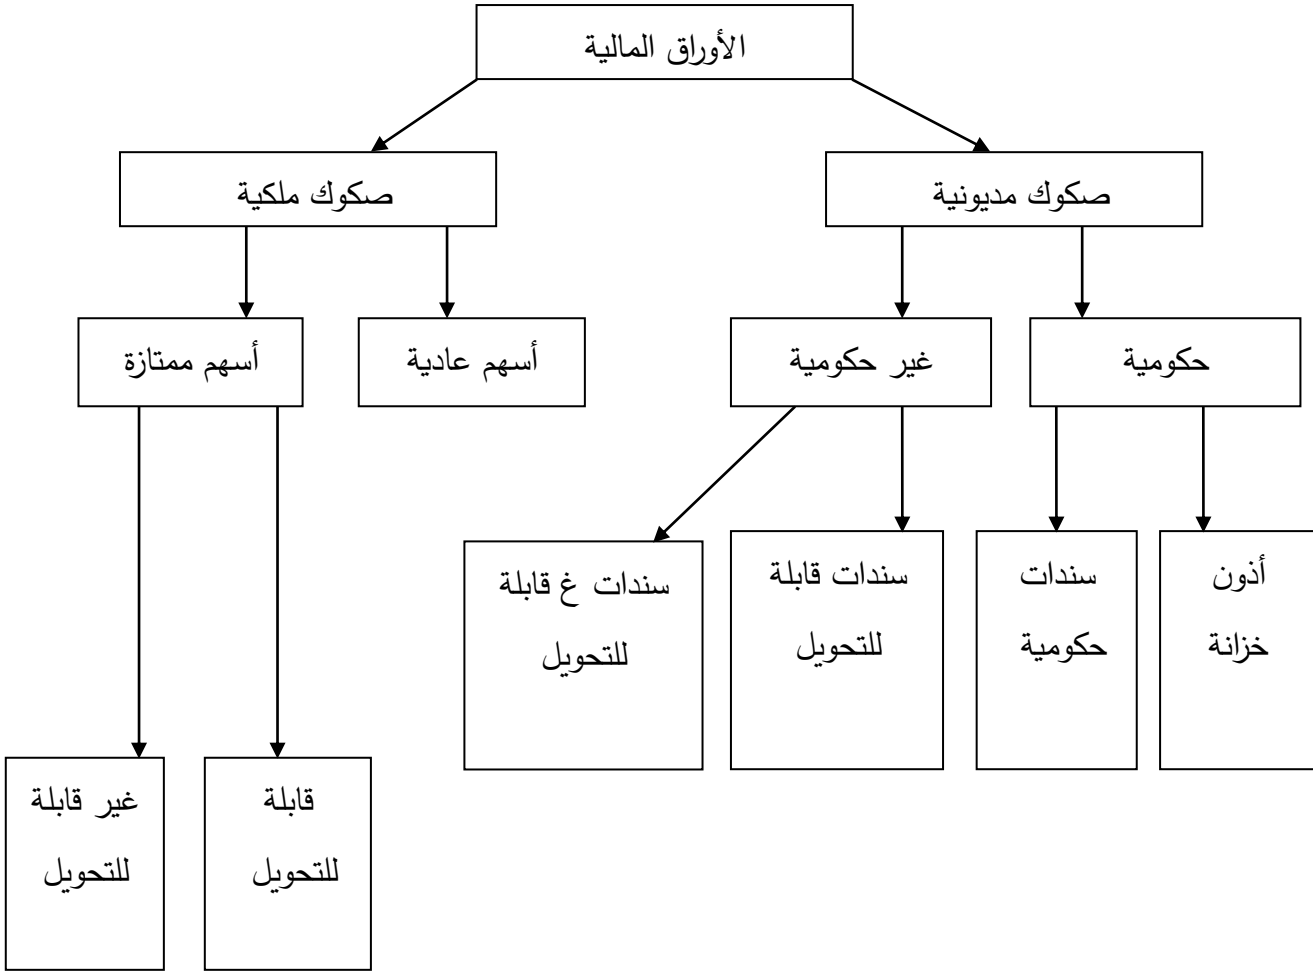 الأوراق المالية
صكوك مديونية
صكوك ملكية
حكومية
غير حكومية
أسهم عادية
أسهم ممتازة
أذون
خزانة
سندات
حكومية
سندات قابلة
للتحويل
سندات غ قابلة
للتحويل
قابلة
للتحويل
غير قابلة
للتحويل